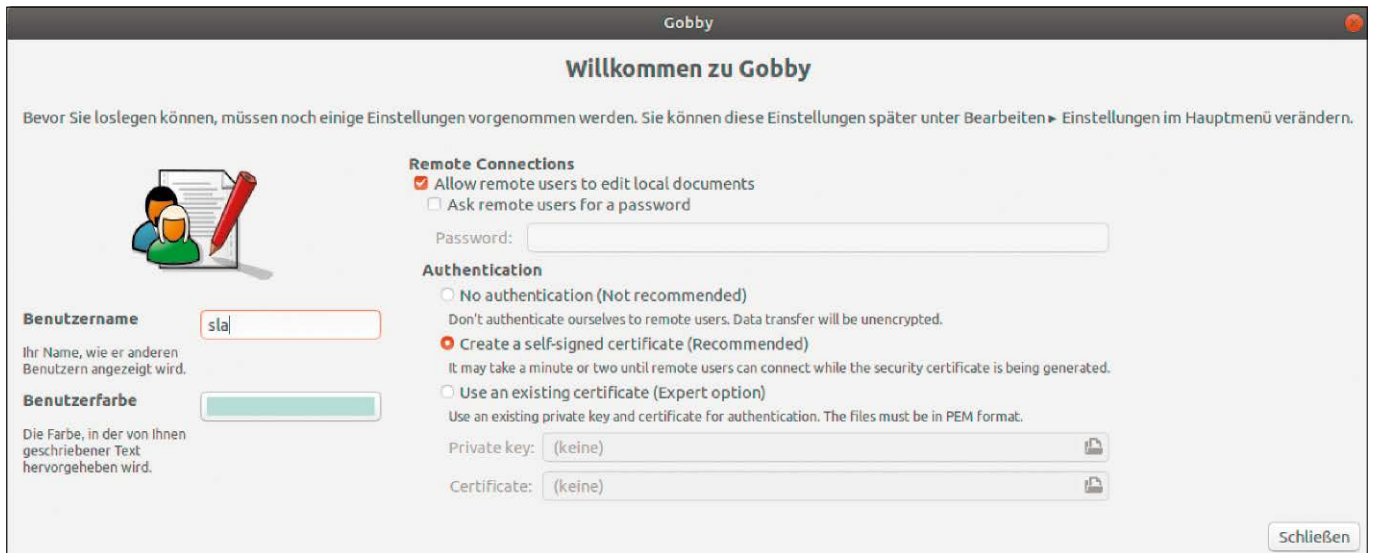 Gobby
Willkommen zu Gobby
Bevor Sie loslegen können, müssen noch einige Einstellungen vorgenommen werden. Sie können diese Einstellungen später unter Bearbeiten ▸ Einstellungen im Hauptmenü verändern.
Benutzername
sla
Ihr Name, wie er anderen
Benutzern angezeigt wird.
Benutzerfarbe
Die Farbe, in der von Ihnen
geschriebener Text
hervorgeheben wird.
Remote Connections
Allow remote users to edit local documents
Ask remote users for a password
Password:
Authentication
No authentication (Not recommended)
Don't authenticate ourselves to remote users. Data transfer will be unencrypted.
Create a self-signed certificate (Recommended)
It may take a minute or two until remote users can connect while the security certificate is being generated.
Use an existing certificate (Expert option)
Use an existing private key and certificate for authentication. The files must be in PEM format.
Private key: (keine)
Certificate: (keine)
Schließen